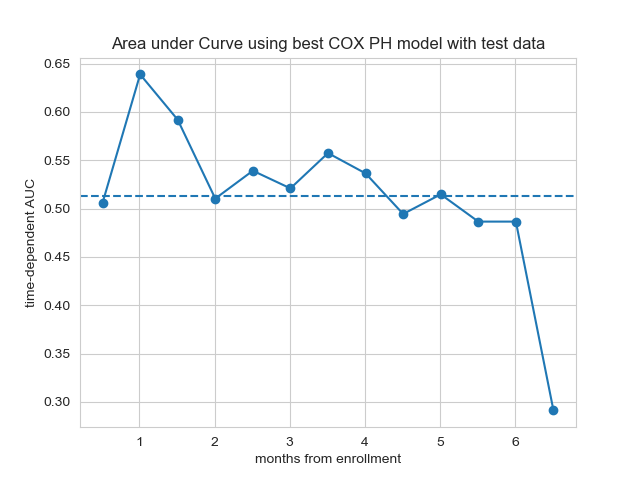 Area under Curve using best COX PH model with test data
time-dependent AUC
0.65
0.60
0.55
0.50
0.45
0.40
0.35
0.30
1 2 3 4 5 6
months from enrollment